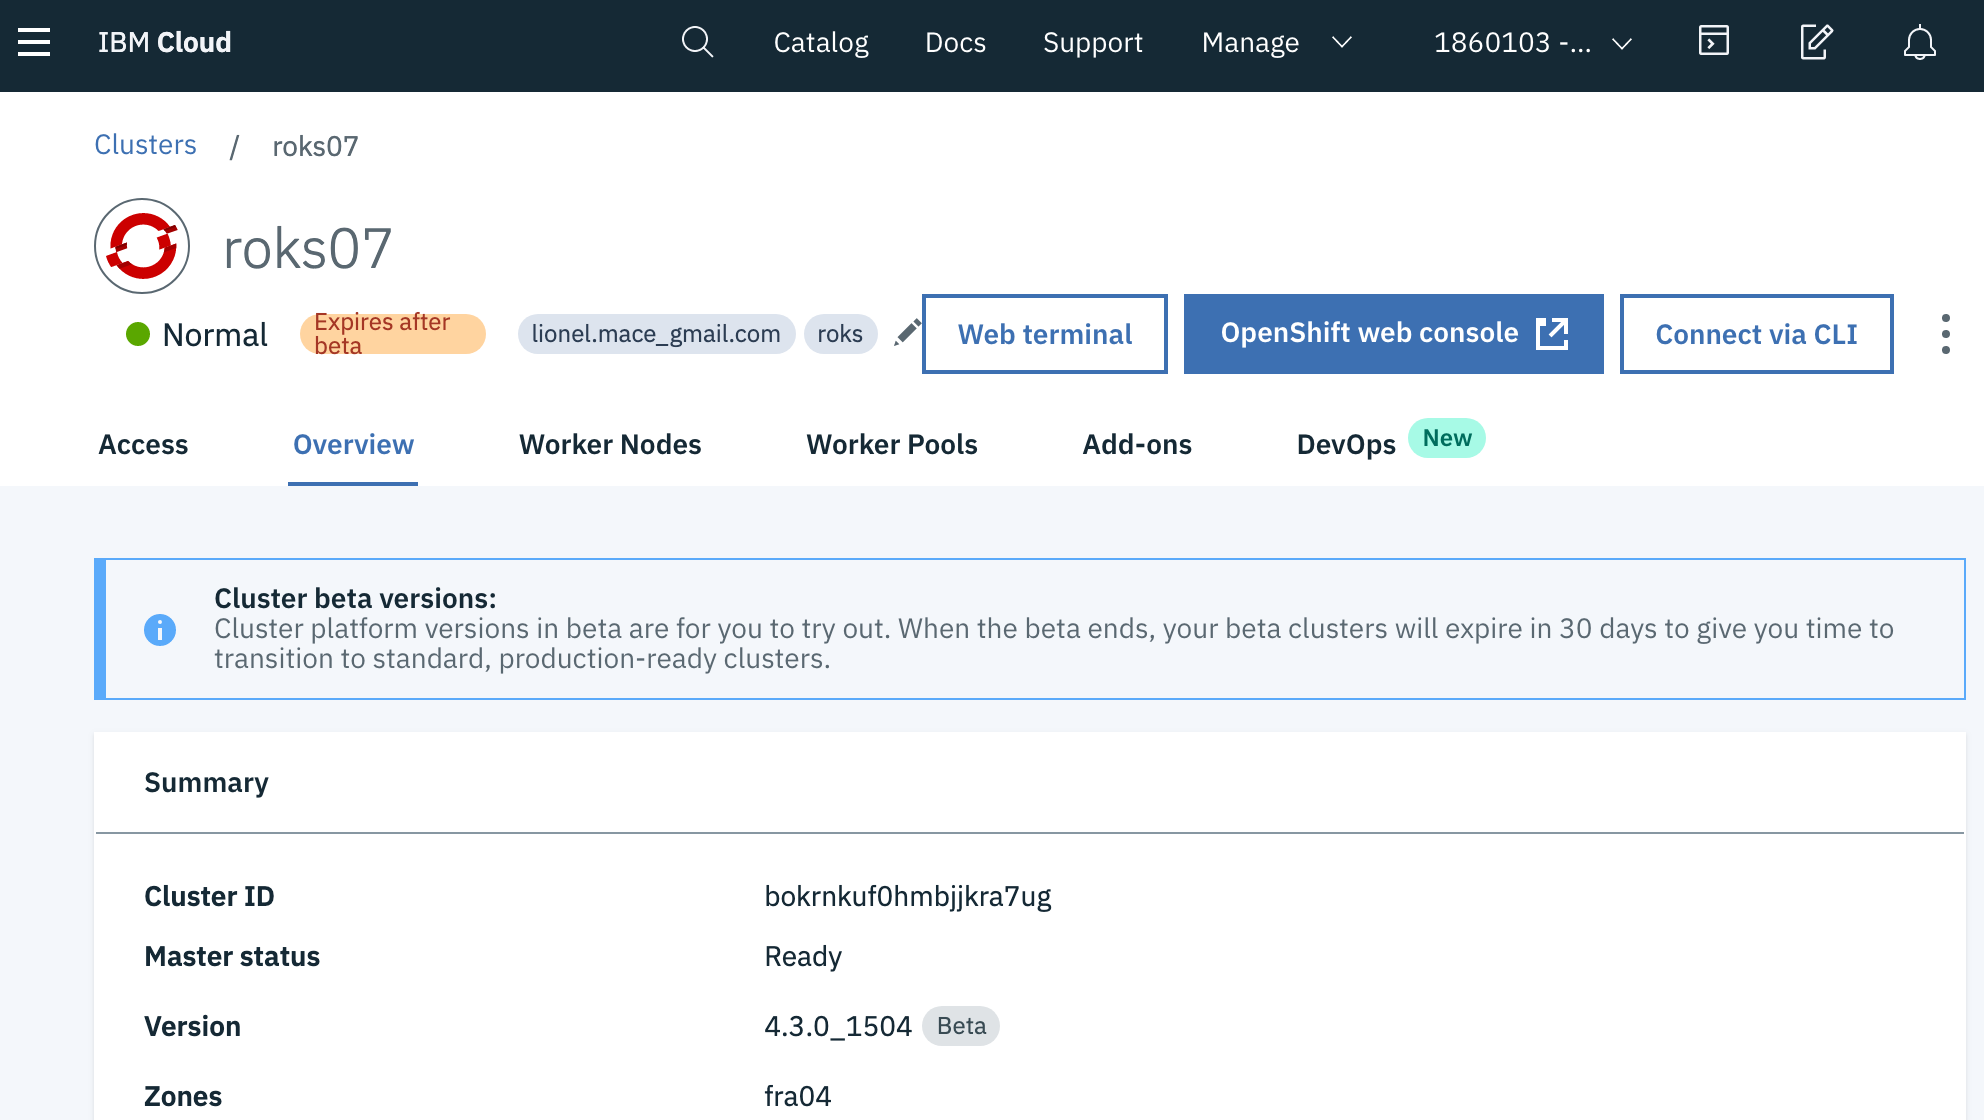 IBM Cloud
Catalog
Docs
Support
Manage
1860103 -...
Clusters / roks07
roks07
Normal
Expires after
beta
lionel.mace_gmail.com
roks
Web terminal
OpenShift web console
Connect via CLI
Access
Overview
Worker Nodes
Worker Pools
Add-ons
DevOps
New
Cluster beta versions:
Cluster platform versions in beta are for you to try out. When the beta ends, your beta clusters will expire in 30 days to give you time to
transition to standard, production-ready clusters.
Summary
Cluster ID
bokrnkuf0hmbjjkra7ug
Master status
Ready
Version
4.3.0_1504
Beta
Zones
fra04